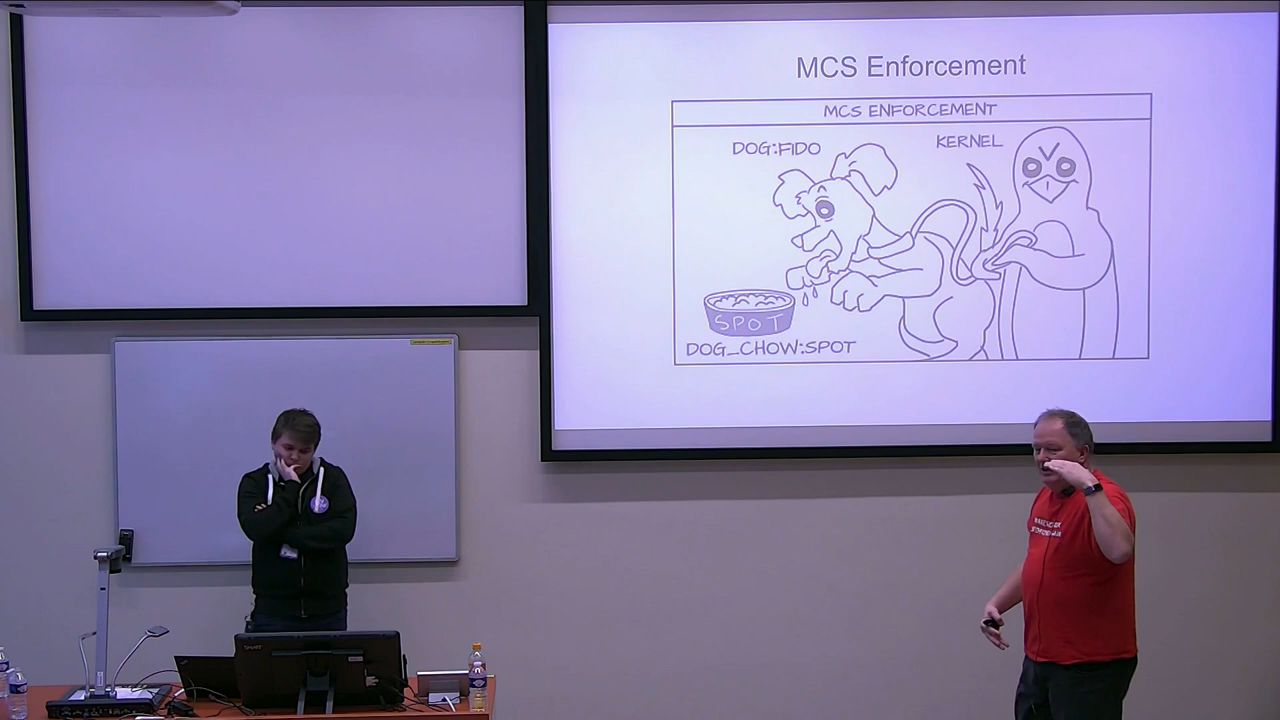 MCS Enforcement
MCS ENFORCEMENT
DOG:FIDO
KERNEL
SPOT
DOG_CHOW:SPOT